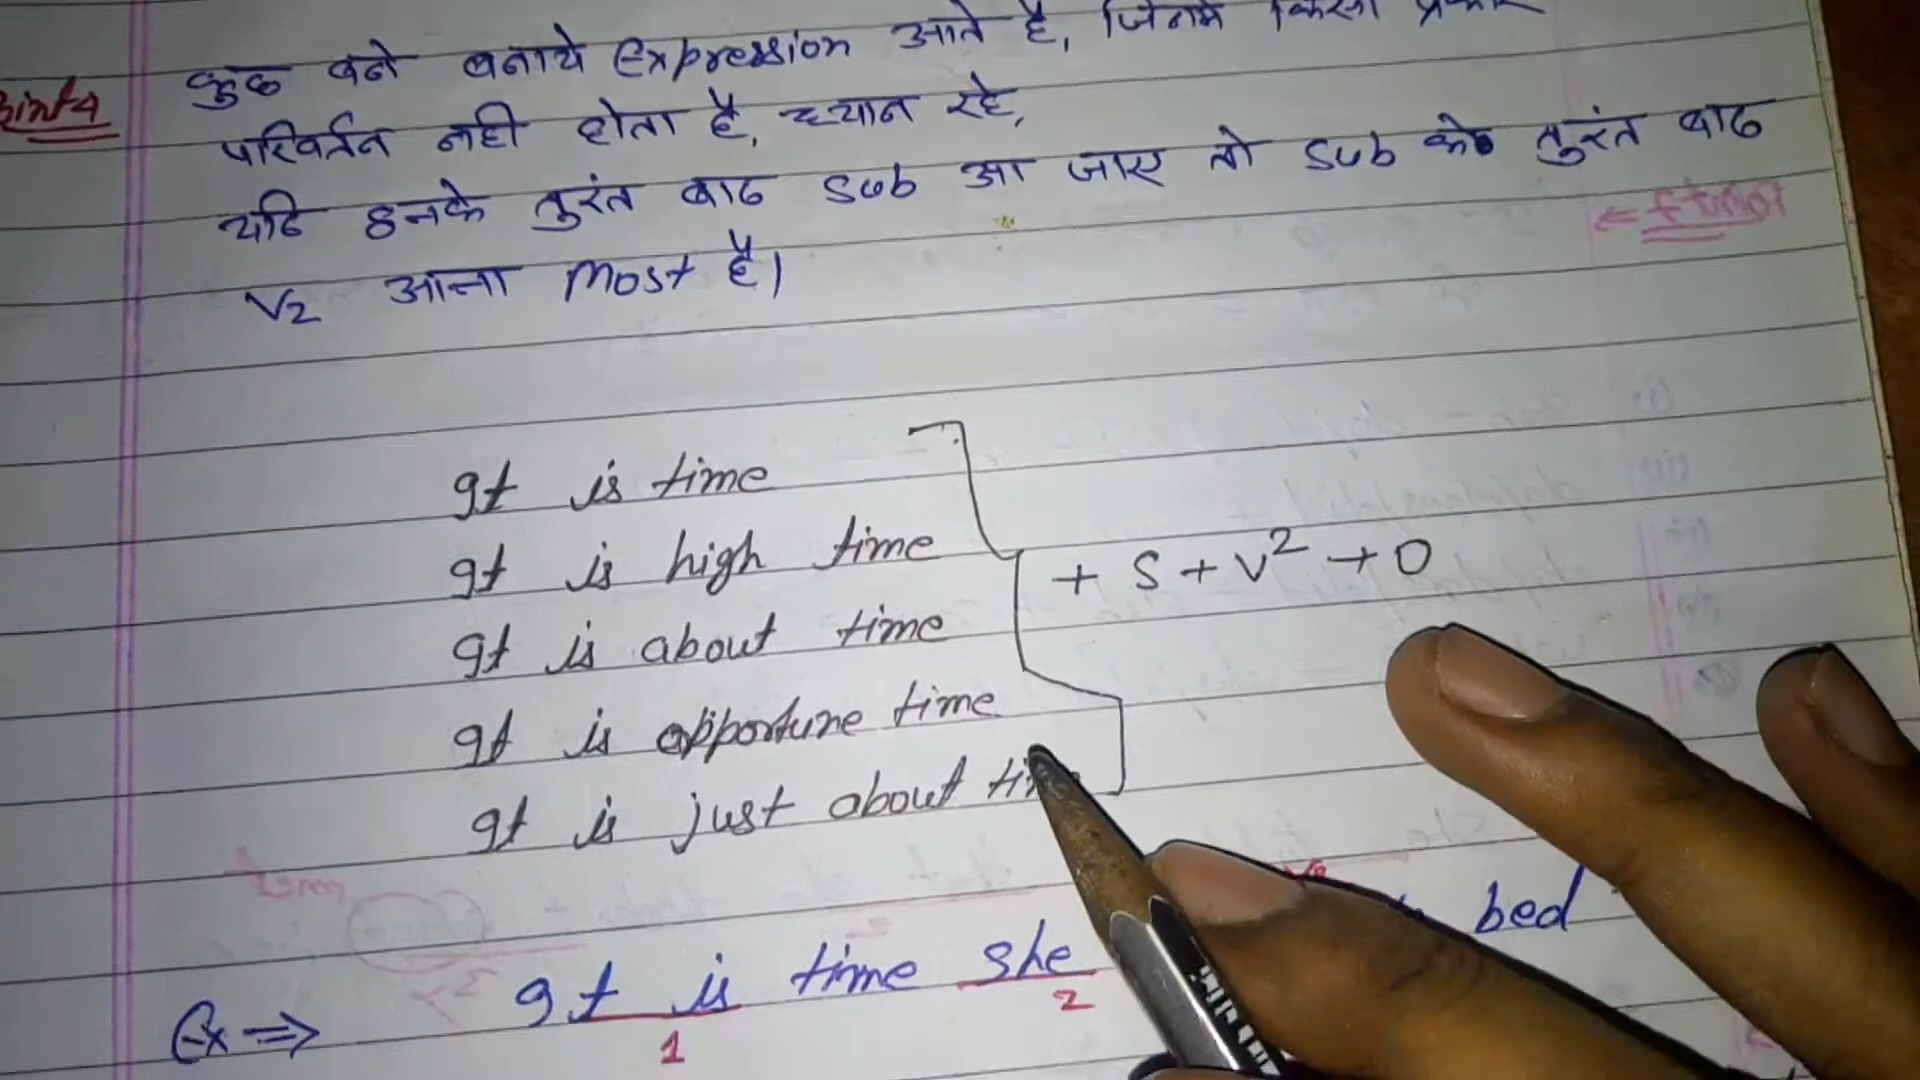 कुछ बने बनाये Expression आते है, जिनमे किसी प्रकार
Point 4
परिवर्तन नही होता है, ध्यान रहे,
यदि इनके तुरंत बाद sub आ जाए तो sub के तुरंत बाद
V2 आना Most है।
It is time
It is high time
It is about time
+ S + V2 + O
It is opportune time
It is just about
Ex ⇒ It is time she bed
1 2